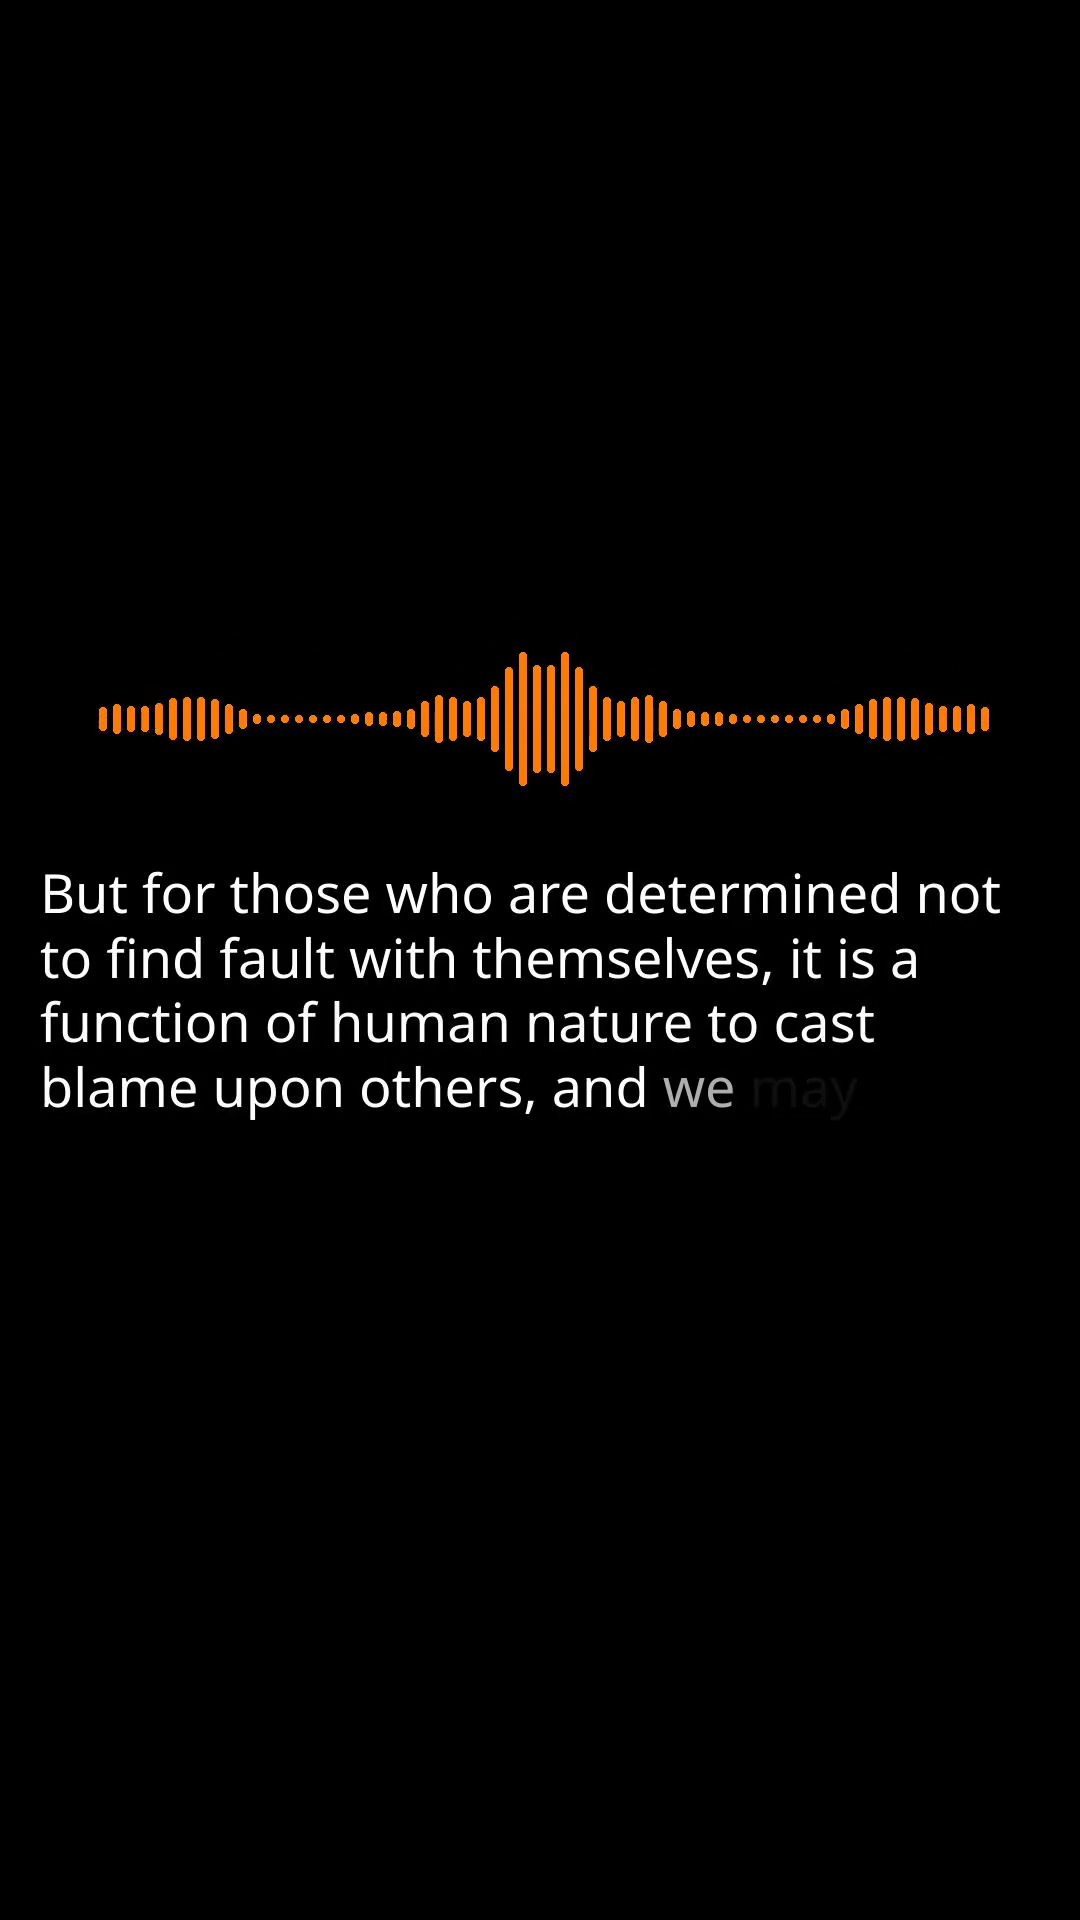 But for those who are determined not
to find fault with themselves, it is a
function of human nature to cast
blame upon others, and we may